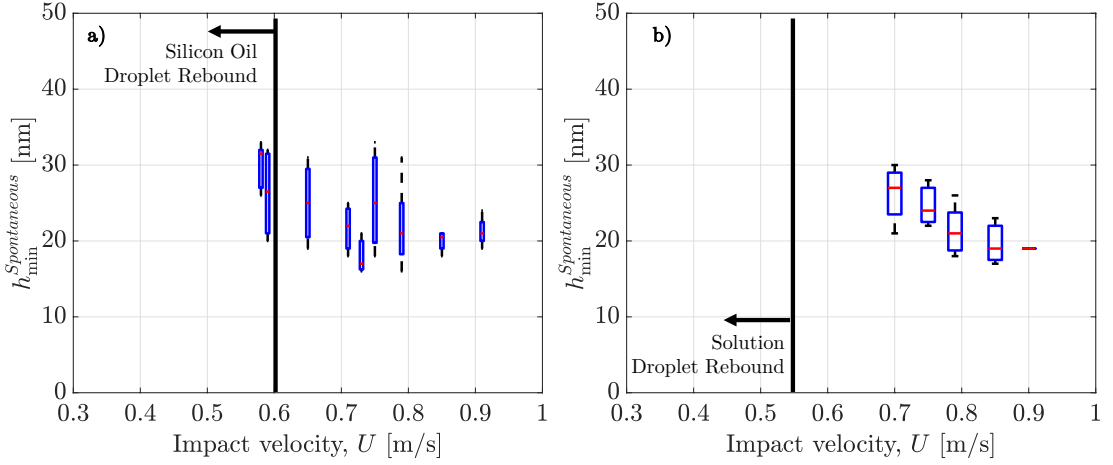 a)
Silicon Oil
Droplet Rebound
50
40
30
20
10
0
h_min^Spontaneous [nm]
0.3 0.4 0.5 0.6 0.7 0.8 0.9 1
Impact velocity, U [m/s]
b)
Solution
Droplet Rebound
50
40
30
20
10
0
h_min^Spontaneous [nm]
0.3 0.4 0.5 0.6 0.7 0.8 0.9 1
Impact velocity, U [m/s]